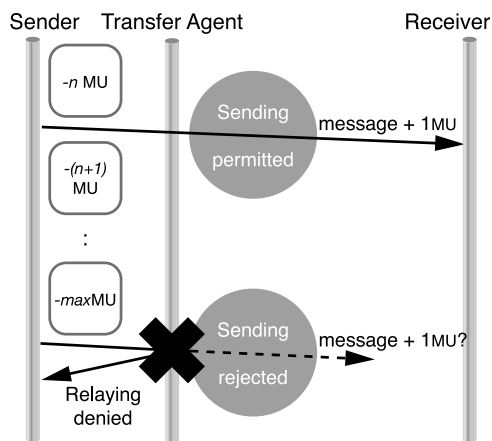 Sender Transfer Agent Receiver
-n MU
Sending
permitted
message + 1MU
-(n+1)
MU
:
-maxMU
Sending
rejected
message + 1MU?
Relaying
denied